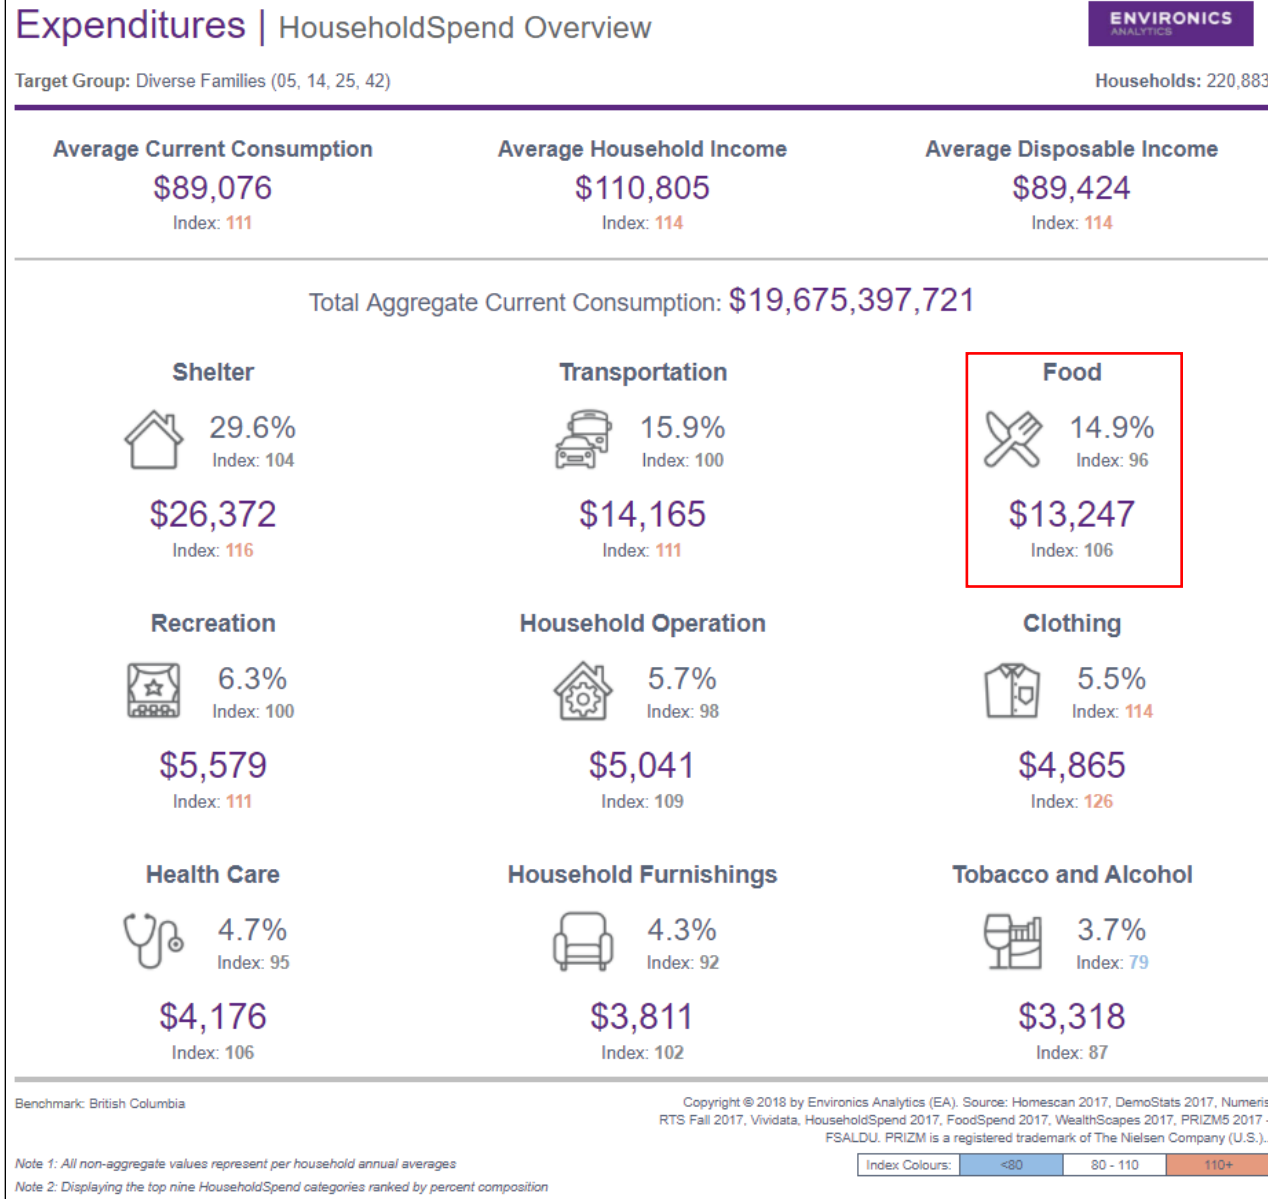 Expenditures | HouseholdSpend Overview
ENVIRONICS
ANALYTICS
Target Group: Diverse Families (05, 14, 25, 42)
Households: 220,883
Average Current Consumption
Average Household Income
Average Disposable Income
$89,076
$110,805
$89,424
Index: 111
Index: 114
Index: 114
Total Aggregate Current Consumption: $19,675,397,721
Shelter
Transportation
Food
29.6%
15.9%
14.9%
Index: 104
Index: 100
Index: 96
$26,372
$14,165
$13,247
Index: 116
Index: 111
Index: 106
Recreation
Household Operation
Clothing
6.3%
5.7%
5.5%
Index: 100
Index: 98
Index: 114
$5,579
$5,041
$4,865
Index: 111
Index: 109
Index: 126
Health Care
Household Furnishings
Tobacco and Alcohol
4.7%
4.3%
3.7%
Index: 95
Index: 92
Index: 79
$4,176
$3,811
$3,318
Index: 106
Index: 102
Index: 87
Benchmark: British Columbia
Copyright © 2018 by Environics Analytics (EA). Source: Homescan 2017, DemoStats 2017, Numeris
RTS Fall 2017, Vividata, HouseholdSpend 2017, FoodSpend 2017, WealthScapes 2017, PRIZM5 2017 -
FSALDU. PRIZM is a registered trademark of The Nielsen Company (U.S.)..
Note 1: All non-aggregate values represent per household annual averages
Index Colours: <80 80 - 110 110+
Note 2: Displaying the top nine HouseholdSpend categories ranked by percent composition